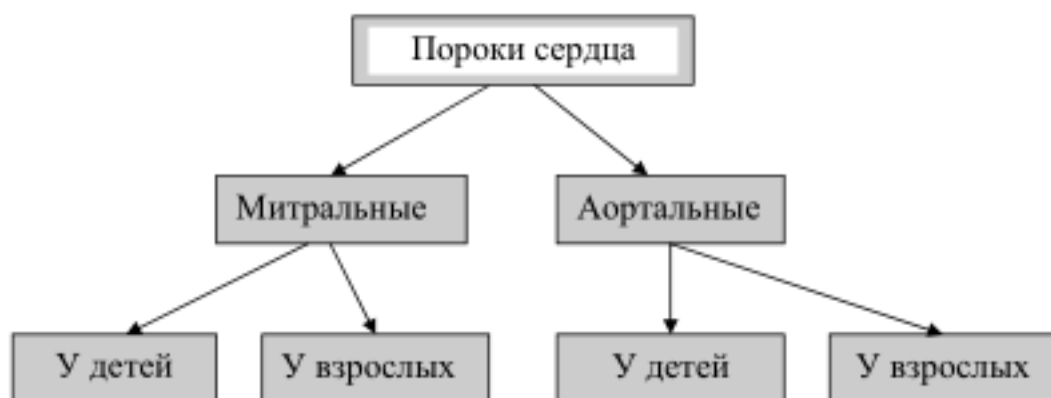 Пороки сердца
Митральные
Аортальные
У детей
У взрослых
У детей
У взрослых